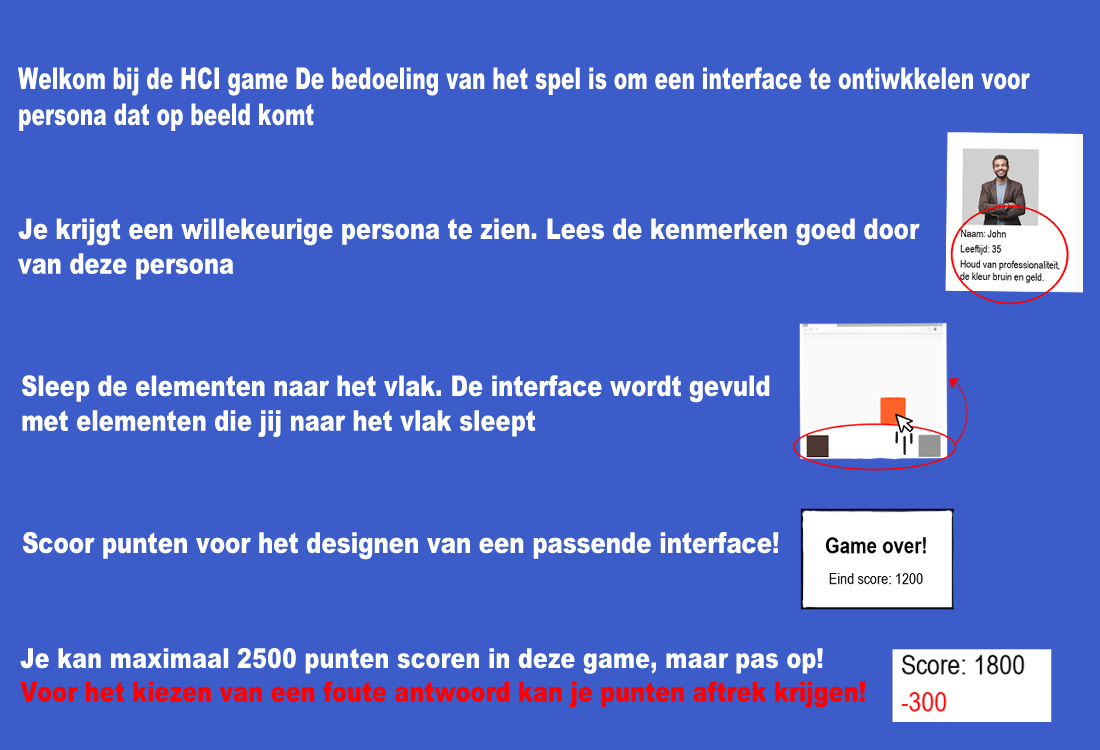 Welkom bij de HCI game De bedoeling van het spel is om een interface te ontiwkkelen voor
persona dat op beeld komt
Je krijgt een willekeurige persona te zien. Lees de kenmerken goed door
van deze persona
Naam: John
Leeftijd: 35
Houd van professionaliteit,
de kleur bruin en geld.
Sleep de elementen naar het vlak. De interface wordt gevuld
met elementen die jij naar het vlak sleept
Scoor punten voor het designen van een passende interface!
Game over!
Eind score: 1200
Je kan maximaal 2500 punten scoren in deze game, maar pas op!
Voor het kiezen van een foute antwoord kan je punten aftrek krijgen!
Score: 1800
-300